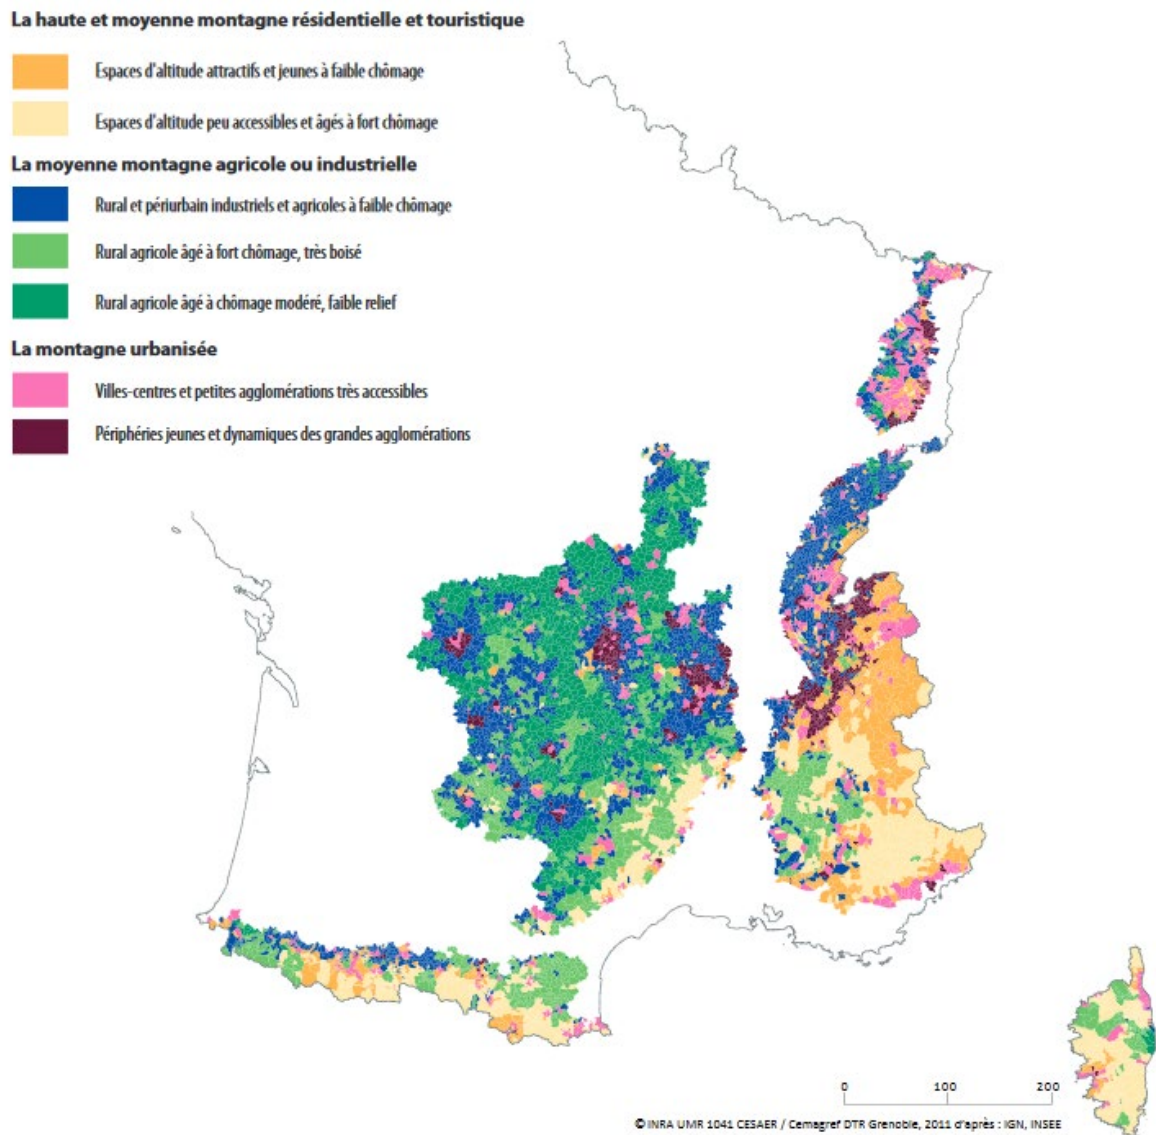 La haute et moyenne montagne résidentielle et touristique
Espaces d'altitude attractifs et jeunes à faible chômage
Espaces d'altitude peu accessibles et âgés à fort chômage
La moyenne montagne agricole ou industrielle
Rural et périurbain industriels et agricoles à faible chômage
Rural agricole âgé à fort chômage, très boisé
Rural agricole âgé à chômage modéré, faible relief
La montagne urbanisée
Villes-centres et petites agglomérations très accessibles
Périphéries jeunes et dynamiques des grandes agglomérations
0 100 200
© INRA UMR 1041 CESAER / Cemagref DTR Grenoble, 2011 d'après : IGN, INSEE